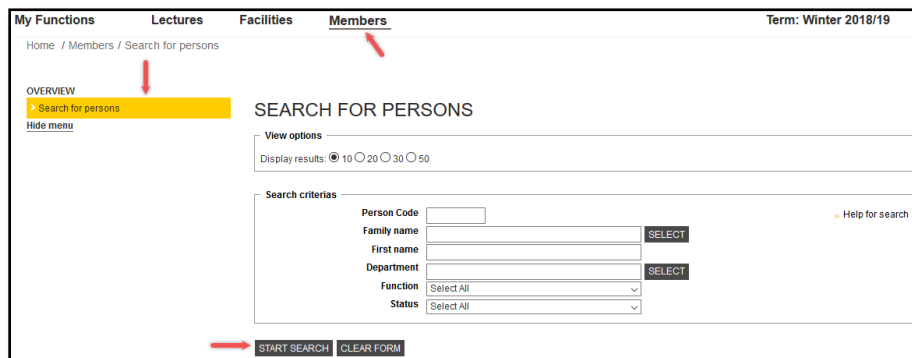 My Functions Lectures Facilities Members Term: Winter 2018/19
Home / Members / Search for persons
OVERVIEW
› Search for persons
Hide menu
SEARCH FOR PERSONS
View options
Display results: 10 20 30 50
Search criterias
Person Code
» Help for search
Family name SELECT
First name
Department SELECT
Function Select All
Status Select All
START SEARCH CLEAR FORM